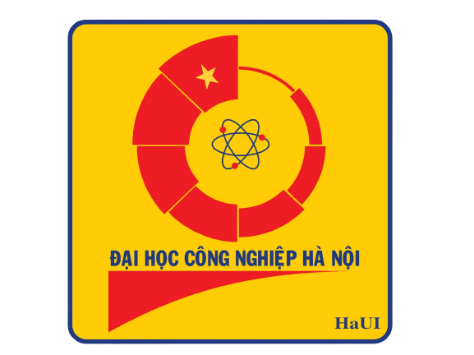 ĐẠI HỌC CÔNG NGHIỆP HÀ NỘI
HaUI